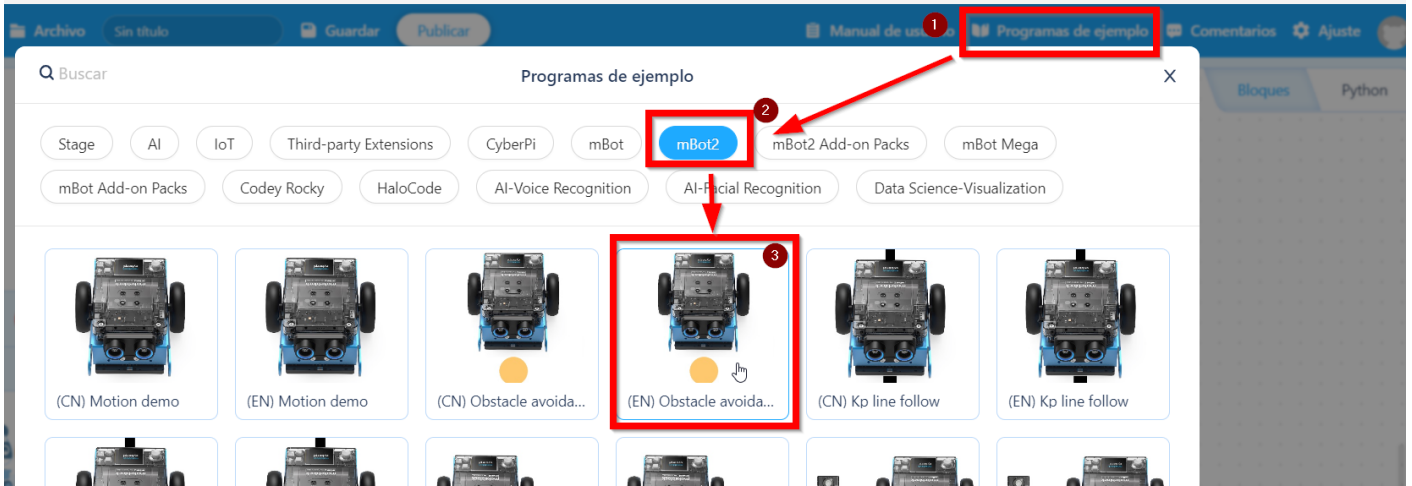 Archivo Sin título Guardar Publicar Manual de usuario 1 Programas de ejemplo Comentarios Ajuste
Buscar Programas de ejemplo X
Bloques Python
2
Stage AI IoT Third-party Extensions CyberPi mBot mBot2 mBot2 Add-on Packs mBot Mega
mBot Add-on Packs Codey Rocky HaloCode AI-Voice Recognition AI-Facial Recognition Data Science-Visualization
3
(CN) Motion demo (EN) Motion demo (CN) Obstacle avoida... (EN) Obstacle avoida... (CN) Kp line follow (EN) Kp line follow